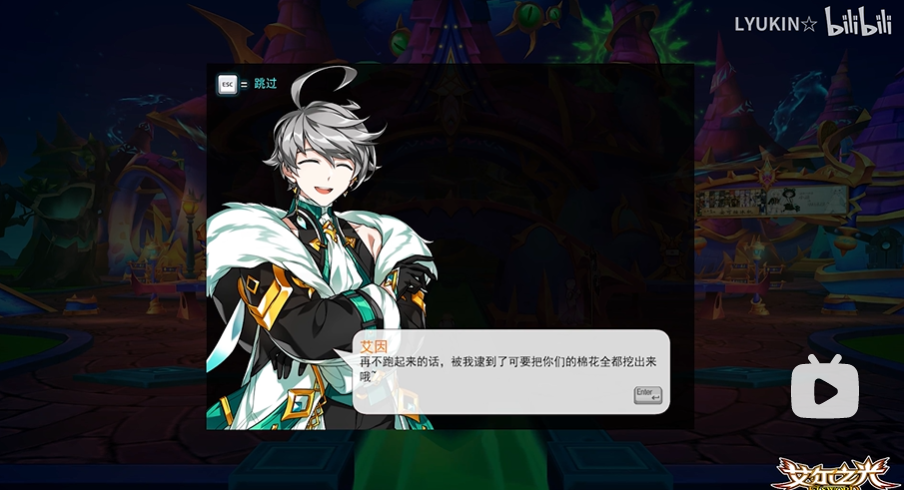 LYUKIN☆ bilibili
ESC = 跳过
艾因
再不跑起来的话，被我逮到了可要把你们的棉花全都挖出来
哦~
Enter
艾尔之光